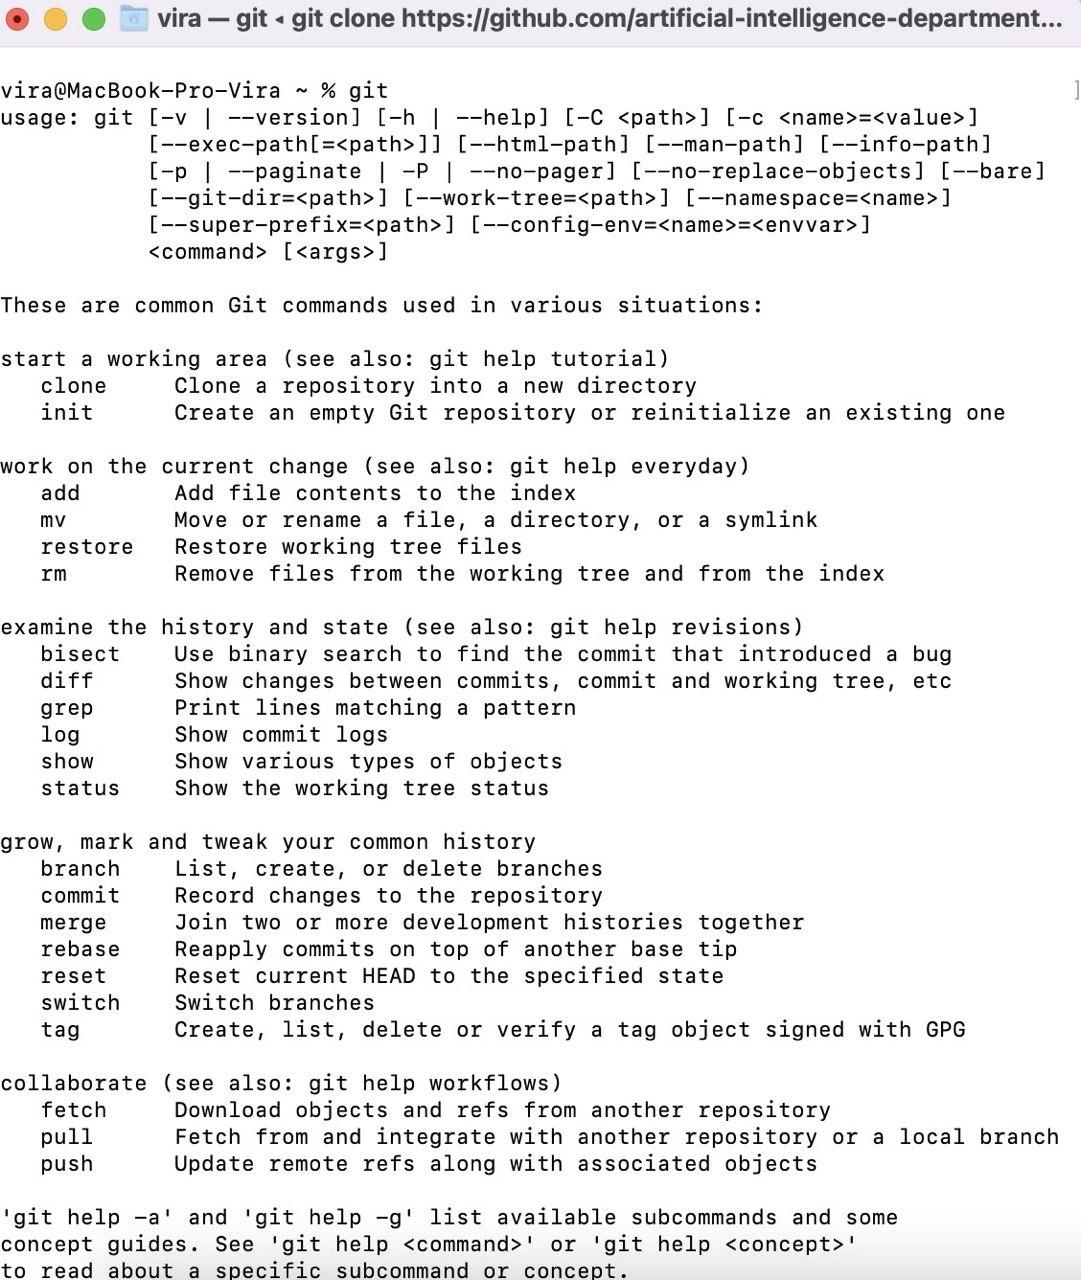 vira — git ◂ git clone https://github.com/artificial-intelligence-department...
vira@MacBook-Pro-Vira ~ % git ]
usage: git [-v | --version] [-h | --help] [-C <path>] [-c <name>=<value>]
           [--exec-path[=<path>]] [--html-path] [--man-path] [--info-path]
           [-p | --paginate | -P | --no-pager] [--no-replace-objects] [--bare]
           [--git-dir=<path>] [--work-tree=<path>] [--namespace=<name>]
           [--super-prefix=<path>] [--config-env=<name>=<envvar>]
           <command> [<args>]

These are common Git commands used in various situations:

start a working area (see also: git help tutorial)
   clone     Clone a repository into a new directory
   init      Create an empty Git repository or reinitialize an existing one

work on the current change (see also: git help everyday)
   add       Add file contents to the index
   mv        Move or rename a file, a directory, or a symlink
   restore   Restore working tree files
   rm        Remove files from the working tree and from the index

examine the history and state (see also: git help revisions)
   bisect    Use binary search to find the commit that introduced a bug
   diff      Show changes between commits, commit and working tree, etc
   grep      Print lines matching a pattern
   log       Show commit logs
   show      Show various types of objects
   status    Show the working tree status

grow, mark and tweak your common history
   branch    List, create, or delete branches
   commit    Record changes to the repository
   merge     Join two or more development histories together
   rebase    Reapply commits on top of another base tip
   reset     Reset current HEAD to the specified state
   switch    Switch branches
   tag       Create, list, delete or verify a tag object signed with GPG

collaborate (see also: git help workflows)
   fetch     Download objects and refs from another repository
   pull      Fetch from and integrate with another repository or a local branch
   push      Update remote refs along with associated objects

'git help -a' and 'git help -g' list available subcommands and some
concept guides. See 'git help <command>' or 'git help <concept>'
to read about a specific subcommand or concept.